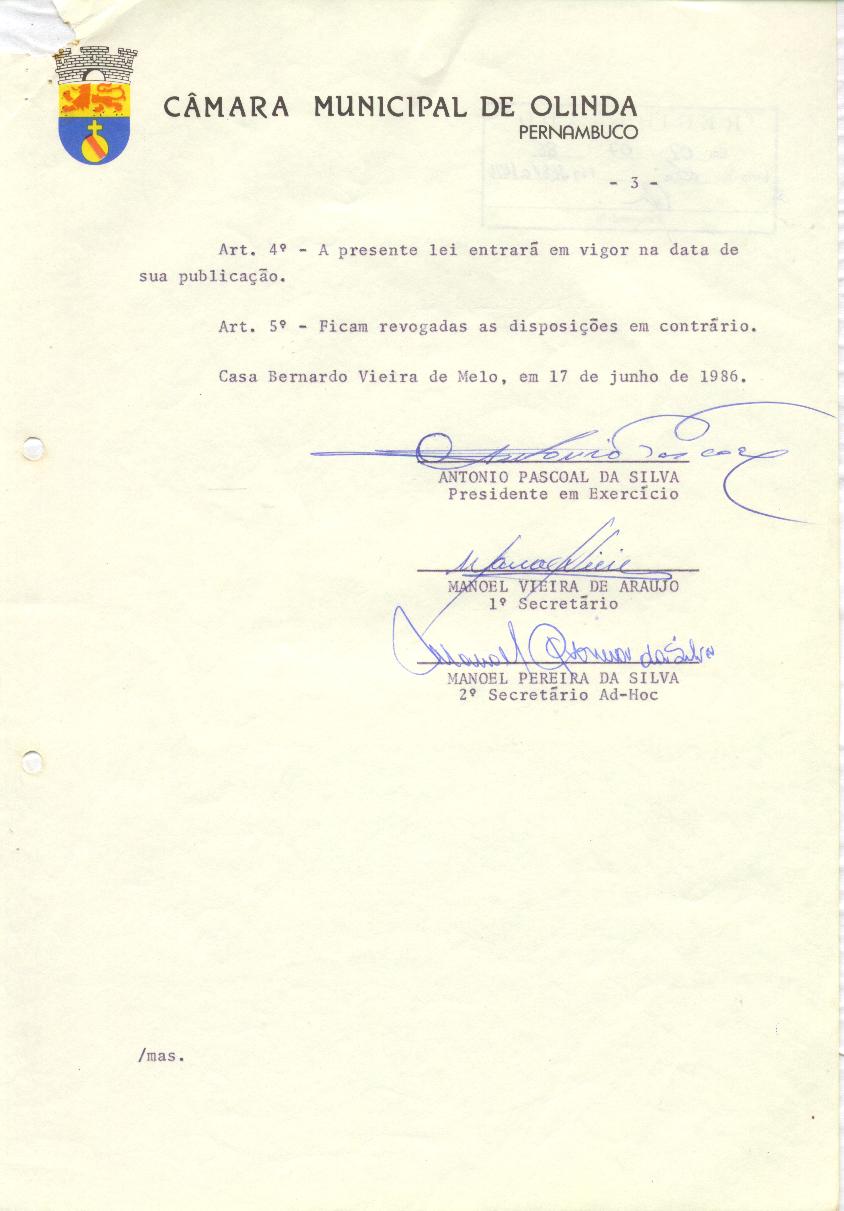 CÂMARA MUNICIPAL DE OLINDA
PERNAMBUCO
- 3 -
Art. 4º - A presente lei entrará em vigor na data de
sua publicação.
Art. 5º - Ficam revogadas as disposições em contrário.
Casa Bernardo Vieira de Melo, em 17 de junho de 1986.
Antonio Pascoal
ANTONIO PASCOAL DA SILVA
Presidente em Exercício
Manoel Vieira
MANOEL VIEIRA DE ARAUJO
1º Secretário
Manoel Pereira da Silva
MANOEL PEREIRA DA SILVA
2º Secretário Ad-Hoc
/mas.